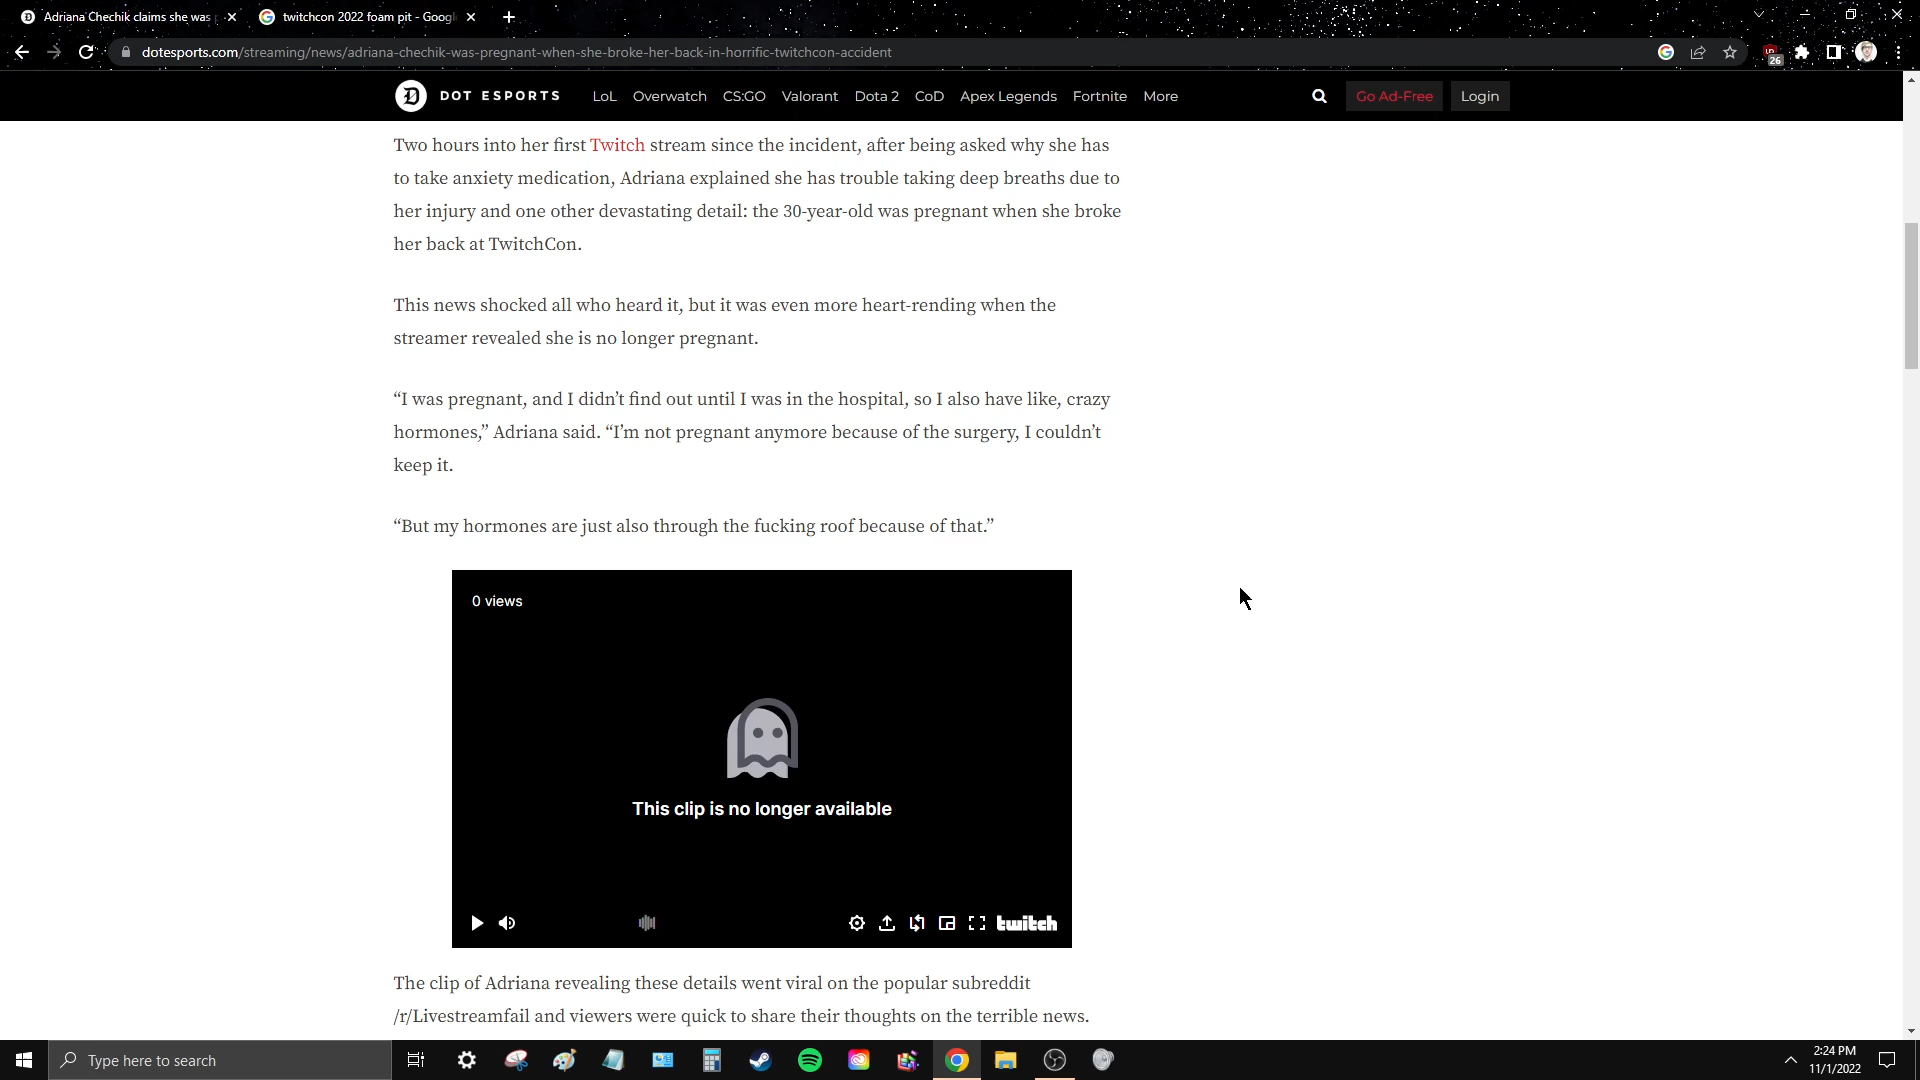 Adriana Chechik claims she was
twitchcon 2022 foam pit - Googl
dotesports.com/streaming/news/adriana-chechik-was-pregnant-when-she-broke-her-back-in-horrific-twitchcon-accident
26
DOT ESPORTS LoL Overwatch CS:GO Valorant Dota 2 CoD Apex Legends Fortnite More Go Ad-Free Login
Two hours into her first Twitch stream since the incident, after being asked why she has
to take anxiety medication, Adriana explained she has trouble taking deep breaths due to
her injury and one other devastating detail: the 30-year-old was pregnant when she broke
her back at TwitchCon.
This news shocked all who heard it, but it was even more heart-rending when the
streamer revealed she is no longer pregnant.
“I was pregnant, and I didn’t find out until I was in the hospital, so I also have like, crazy
hormones,” Adriana said. “I’m not pregnant anymore because of the surgery, I couldn’t
keep it.
“But my hormones are just also through the fucking roof because of that.”
0 views
This clip is no longer available
twitch
The clip of Adriana revealing these details went viral on the popular subreddit
/r/Livestreamfail and viewers were quick to share their thoughts on the terrible news.
Type here to search
2:24 PM
11/1/2022